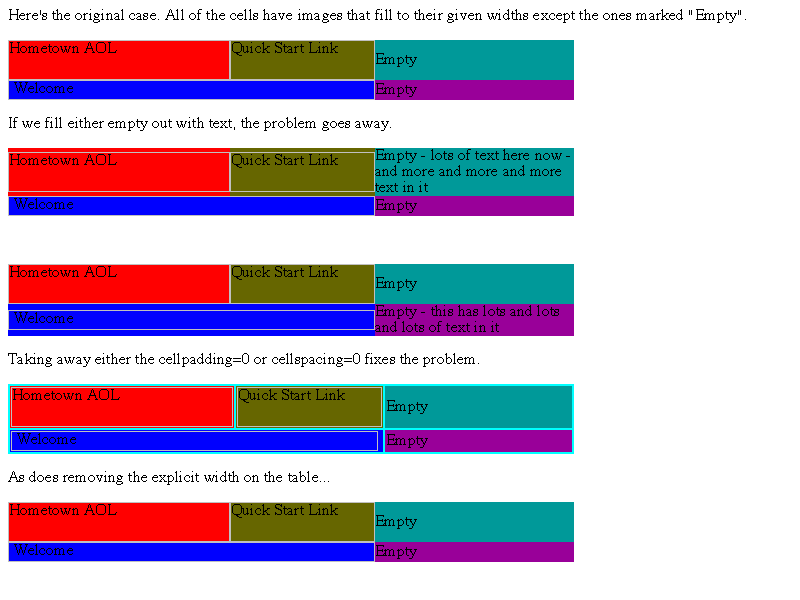 Here's the original case. All of the cells have images that fill to their given widths except the ones marked "Empty".
Hometown AOL Quick Start Link Empty
Welcome Empty
If we fill either empty out with text, the problem goes away.
Hometown AOL Quick Start Link Empty - lots of text here now -
and more and more and more
text in it
Welcome Empty
Hometown AOL Quick Start Link Empty
Welcome Empty - this has lots and lots
and lots of text in it
Taking away either the cellpadding=0 or cellspacing=0 fixes the problem.
Hometown AOL Quick Start Link Empty
Welcome Empty
As does removing the explicit width on the table...
Hometown AOL Quick Start Link Empty
Welcome Empty